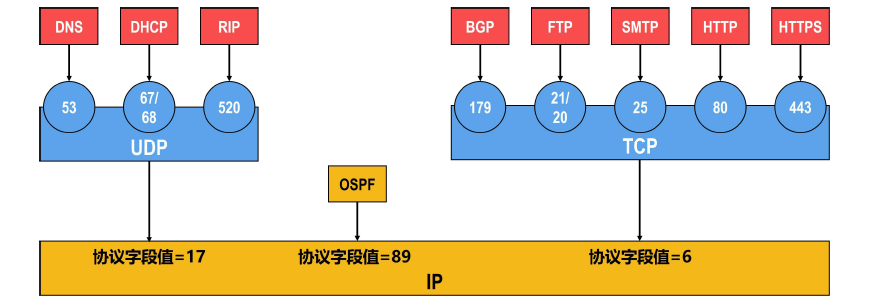 DNS DHCP RIP BGP FTP SMTP HTTP HTTPS
53 67/ 68 520 179 21/ 20 25 80 443
UDP TCP
OSPF
协议字段值=17 协议字段值=89 协议字段值=6
IP